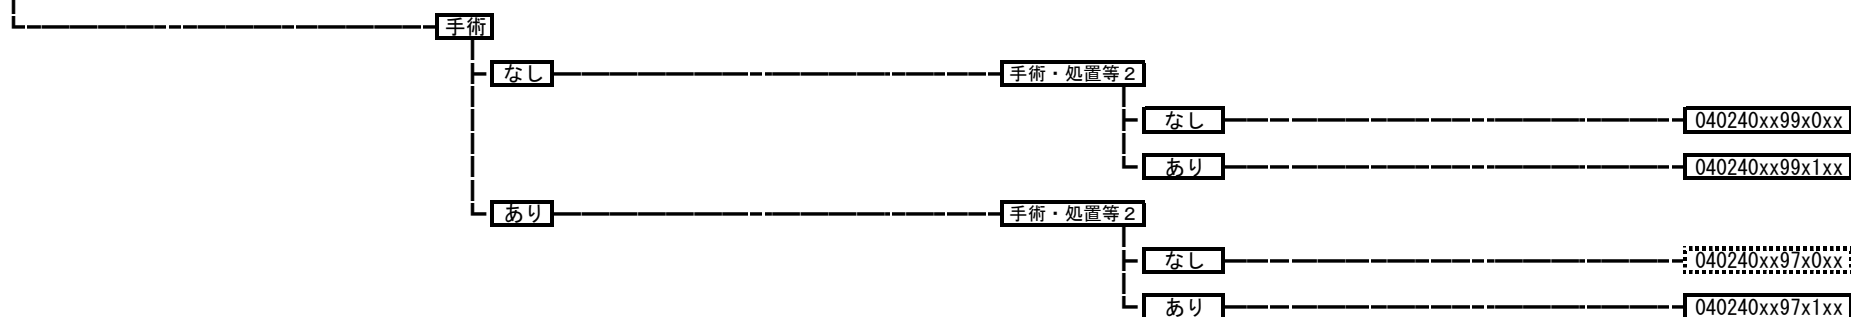 手術
なし 手術・処置等2
なし 040240xx99x0xx
あり 040240xx99x1xx
あり 手術・処置等2
なし 040240xx97x0xx
あり 040240xx97x1xx